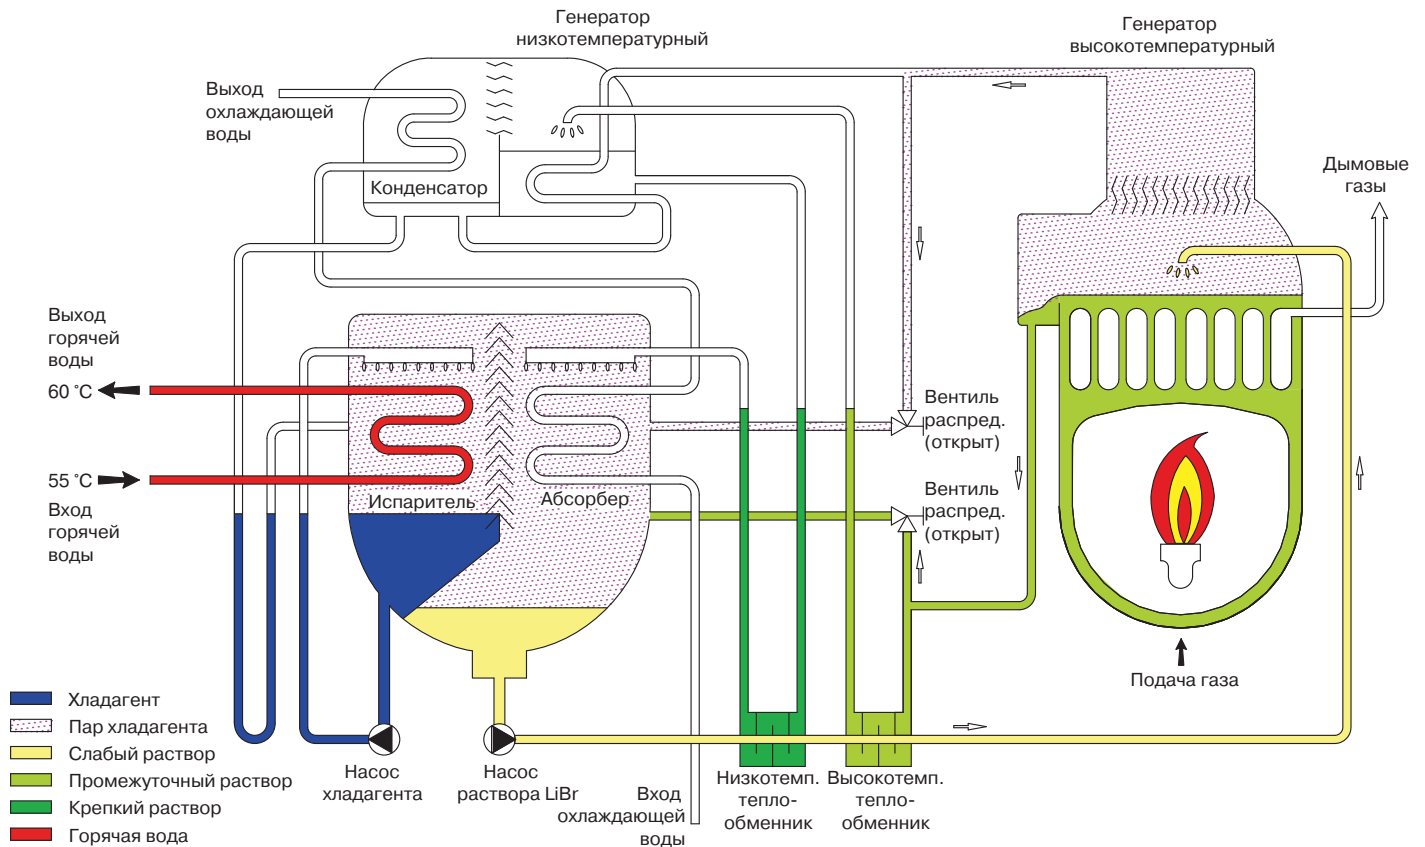 Генератор
низкотемпературный
Генератор
высокотемпературный
Выход
охлаждающей
воды
Конденсатор
Дымовые
газы
Выход
горячей
воды
60 °C
55 °C
Вход
горячей
воды
Испаритель
Абсорбер
Вентиль
распред.
(открыт)
Вентиль
распред.
(открыт)
Подача газа
Хладагент
Пар хладагента
Слабый раствор
Промежуточный раствор
Крепкий раствор
Горячая вода
Насос
хладагента
Насос
раствора LiBr
Вход
охлаждающей
воды
Низкотемп.
тепло-
обменник
Высокотемп.
тепло-
обменник